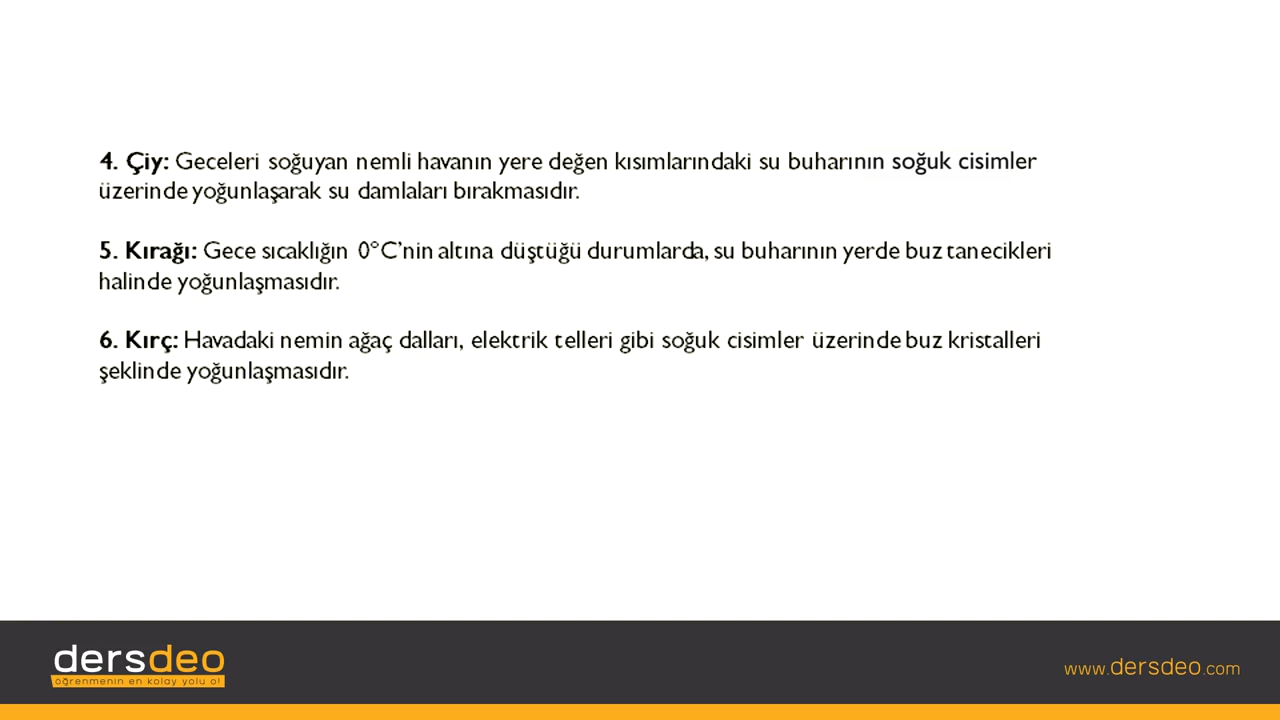 4. Çiy: Geceleri soğuyan nemli havanın yere değen kısımlarındaki su buharının soğuk cisimler
üzerinde yoğunlaşarak su damlaları bırakmasıdır.
5. Kırağı: Gece sıcaklığın 0°C’nin altına düştüğü durumlarda, su buharının yerde buz tanecikleri
halinde yoğunlaşmasıdır.
6. Kırç: Havadaki nemin ağaç dalları, elektrik telleri gibi soğuk cisimler üzerinde buz kristalleri
şeklinde yoğunlaşmasıdır.
dersdeo
öğrenmenin en kolay yolu o!
www.dersdeo.com